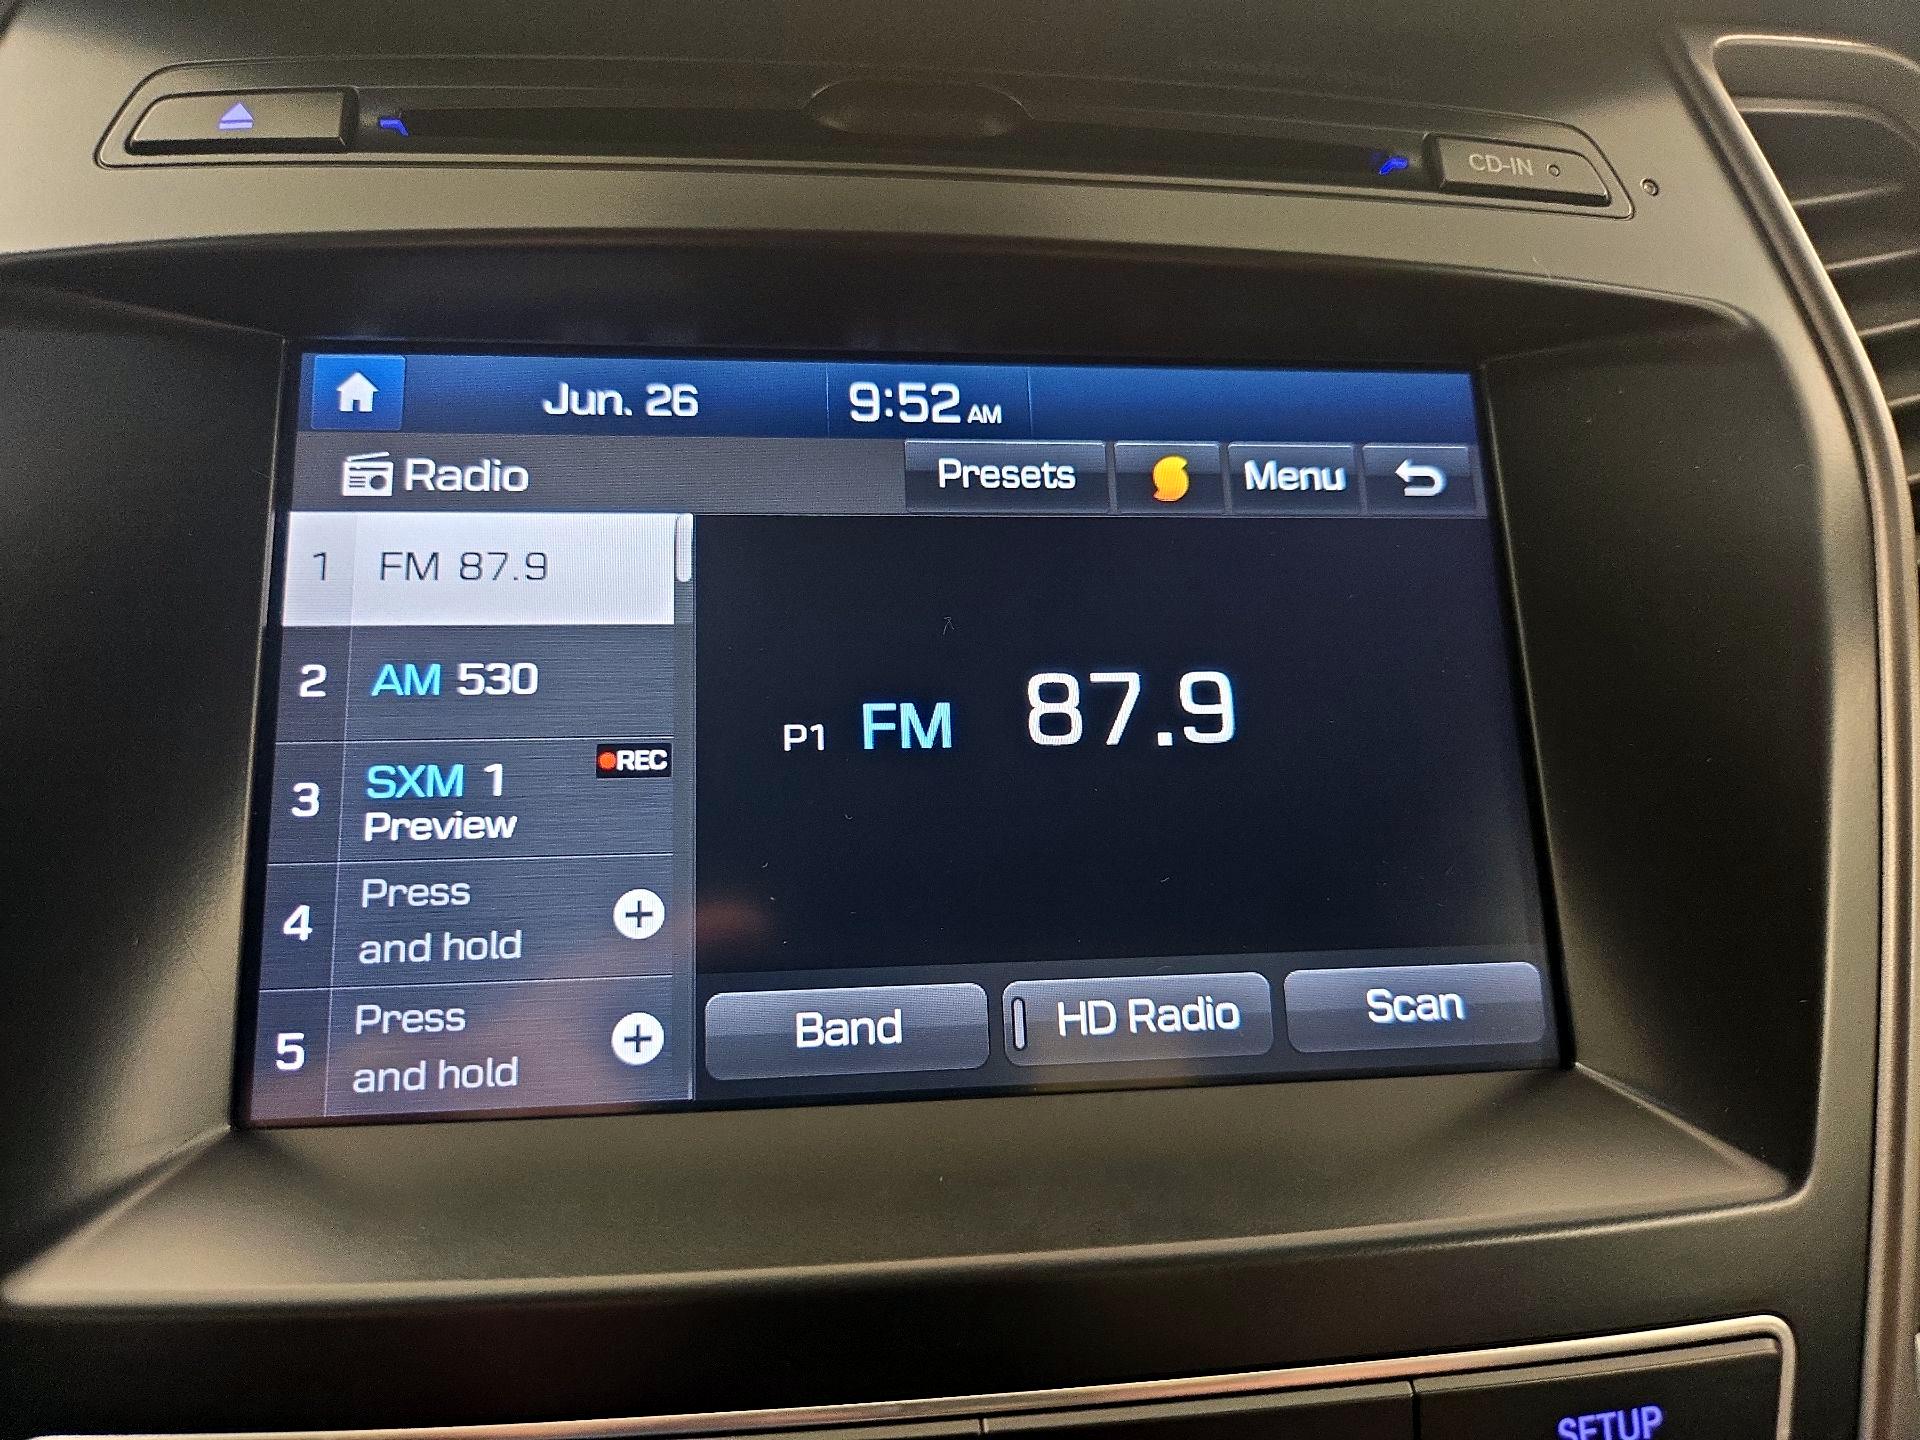 CD-IN
Jun. 26 9:52 AM
Radio Presets Menu
1 FM 87.9
2 AM 530
3 SXM 1 REC
Preview
P1 FM 87.9
4 Press
and hold
5 Press
and hold
Band HD Radio Scan
SETUP